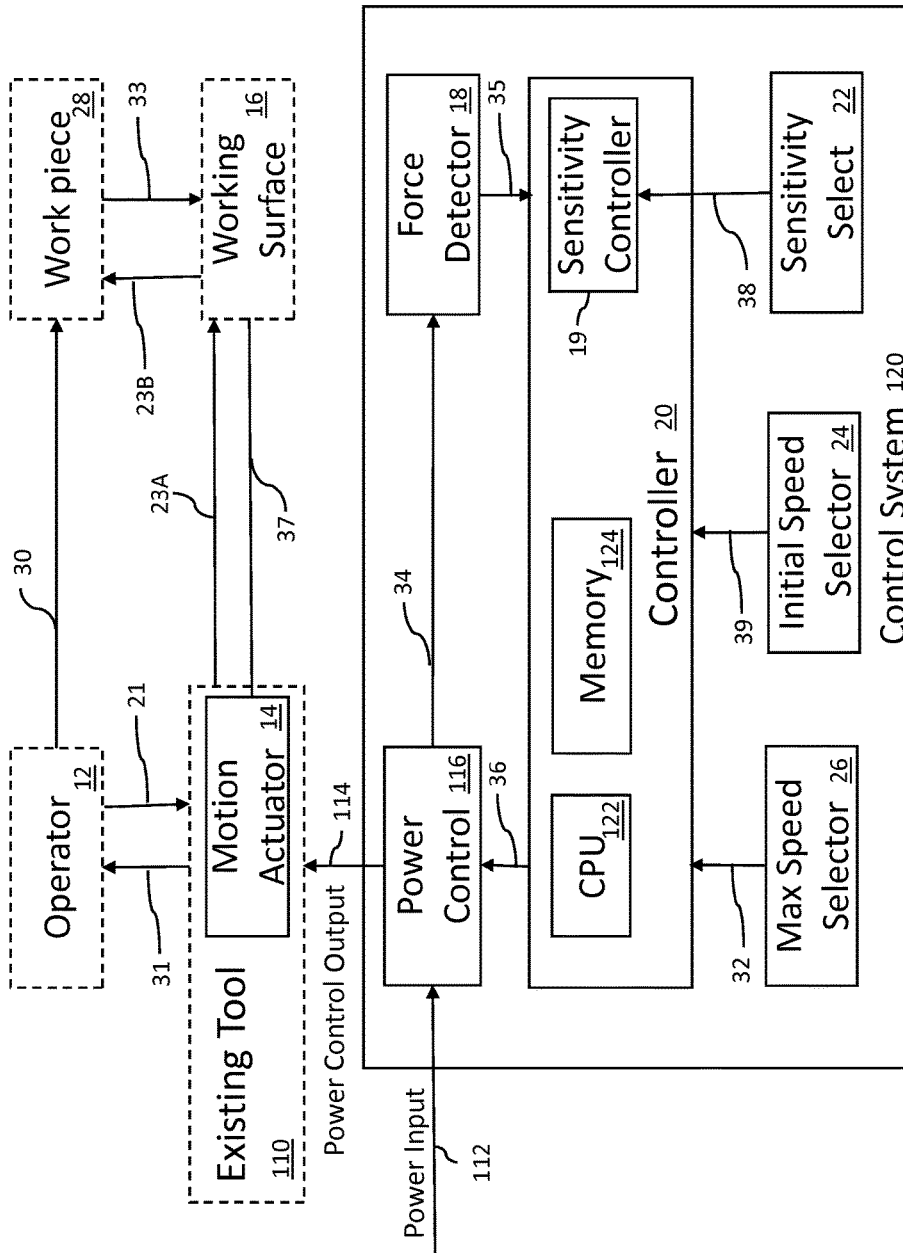 Operator
12
30
Work piece
28
31
21
23B
33
Existing Tool
110
Motion
Actuator
14
23A
37
Working
Surface
16
Power Control Output
114
Power Input
112
Power
Control
116
34
Force
Detector
18
36
35
CPU
122
Memory
124
Controller
20
19
Sensitivity
Controller
32
39
38
Max Speed
Selector
26
Initial Speed
Selector
24
Sensitivity
Select
22
Control System
120